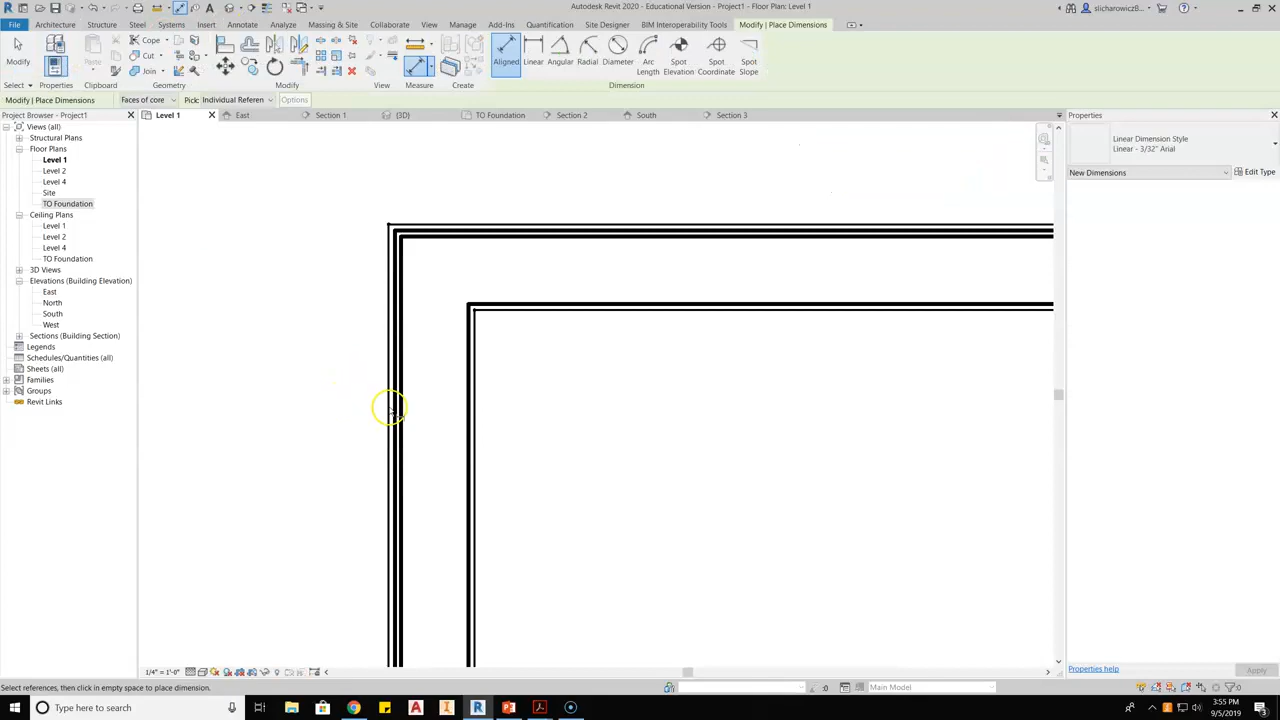 Autodesk Revit 2020 - Educational Version - Project1 - Floor Plan: Level 1
slicharowicz8...
File Architecture Structure Steel Systems Insert Annotate Analyze Massing & Site Collaborate View Manage Add-Ins Quantification Site Designer BIM Interoperability Tools Modify | Place Dimensions
Modify Paste Cope Cut Join Aligned Linear Angular Radial Diameter Arc Length Spot Elevation Spot Coordinate Spot Slope
Select Properties Clipboard Geometry Modify View Measure Create Dimension
Modify | Place Dimensions Faces of core Pick: Individual Referen Options
Project Browser - Project1
Level 1 East Section 1 {3D} TO Foundation Section 2 South Section 3
Properties
Views (all)
Structural Plans
Floor Plans
Level 1
Level 2
Level 4
Site
TO Foundation
Ceiling Plans
Level 1
Level 2
Level 4
TO Foundation
3D Views
Elevations (Building Elevation)
East
North
South
West
Sections (Building Section)
Legends
Schedules/Quantities (all)
Sheets (all)
Families
Groups
Revit Links
Linear Dimension Style
Linear - 3/32" Arial
New Dimensions Edit Type
Properties help Apply
1/4" = 1'-0"
Select references, then click in empty space to place dimension.
:0 Main Model :0
Type here to search
3:55 PM
9/5/2019